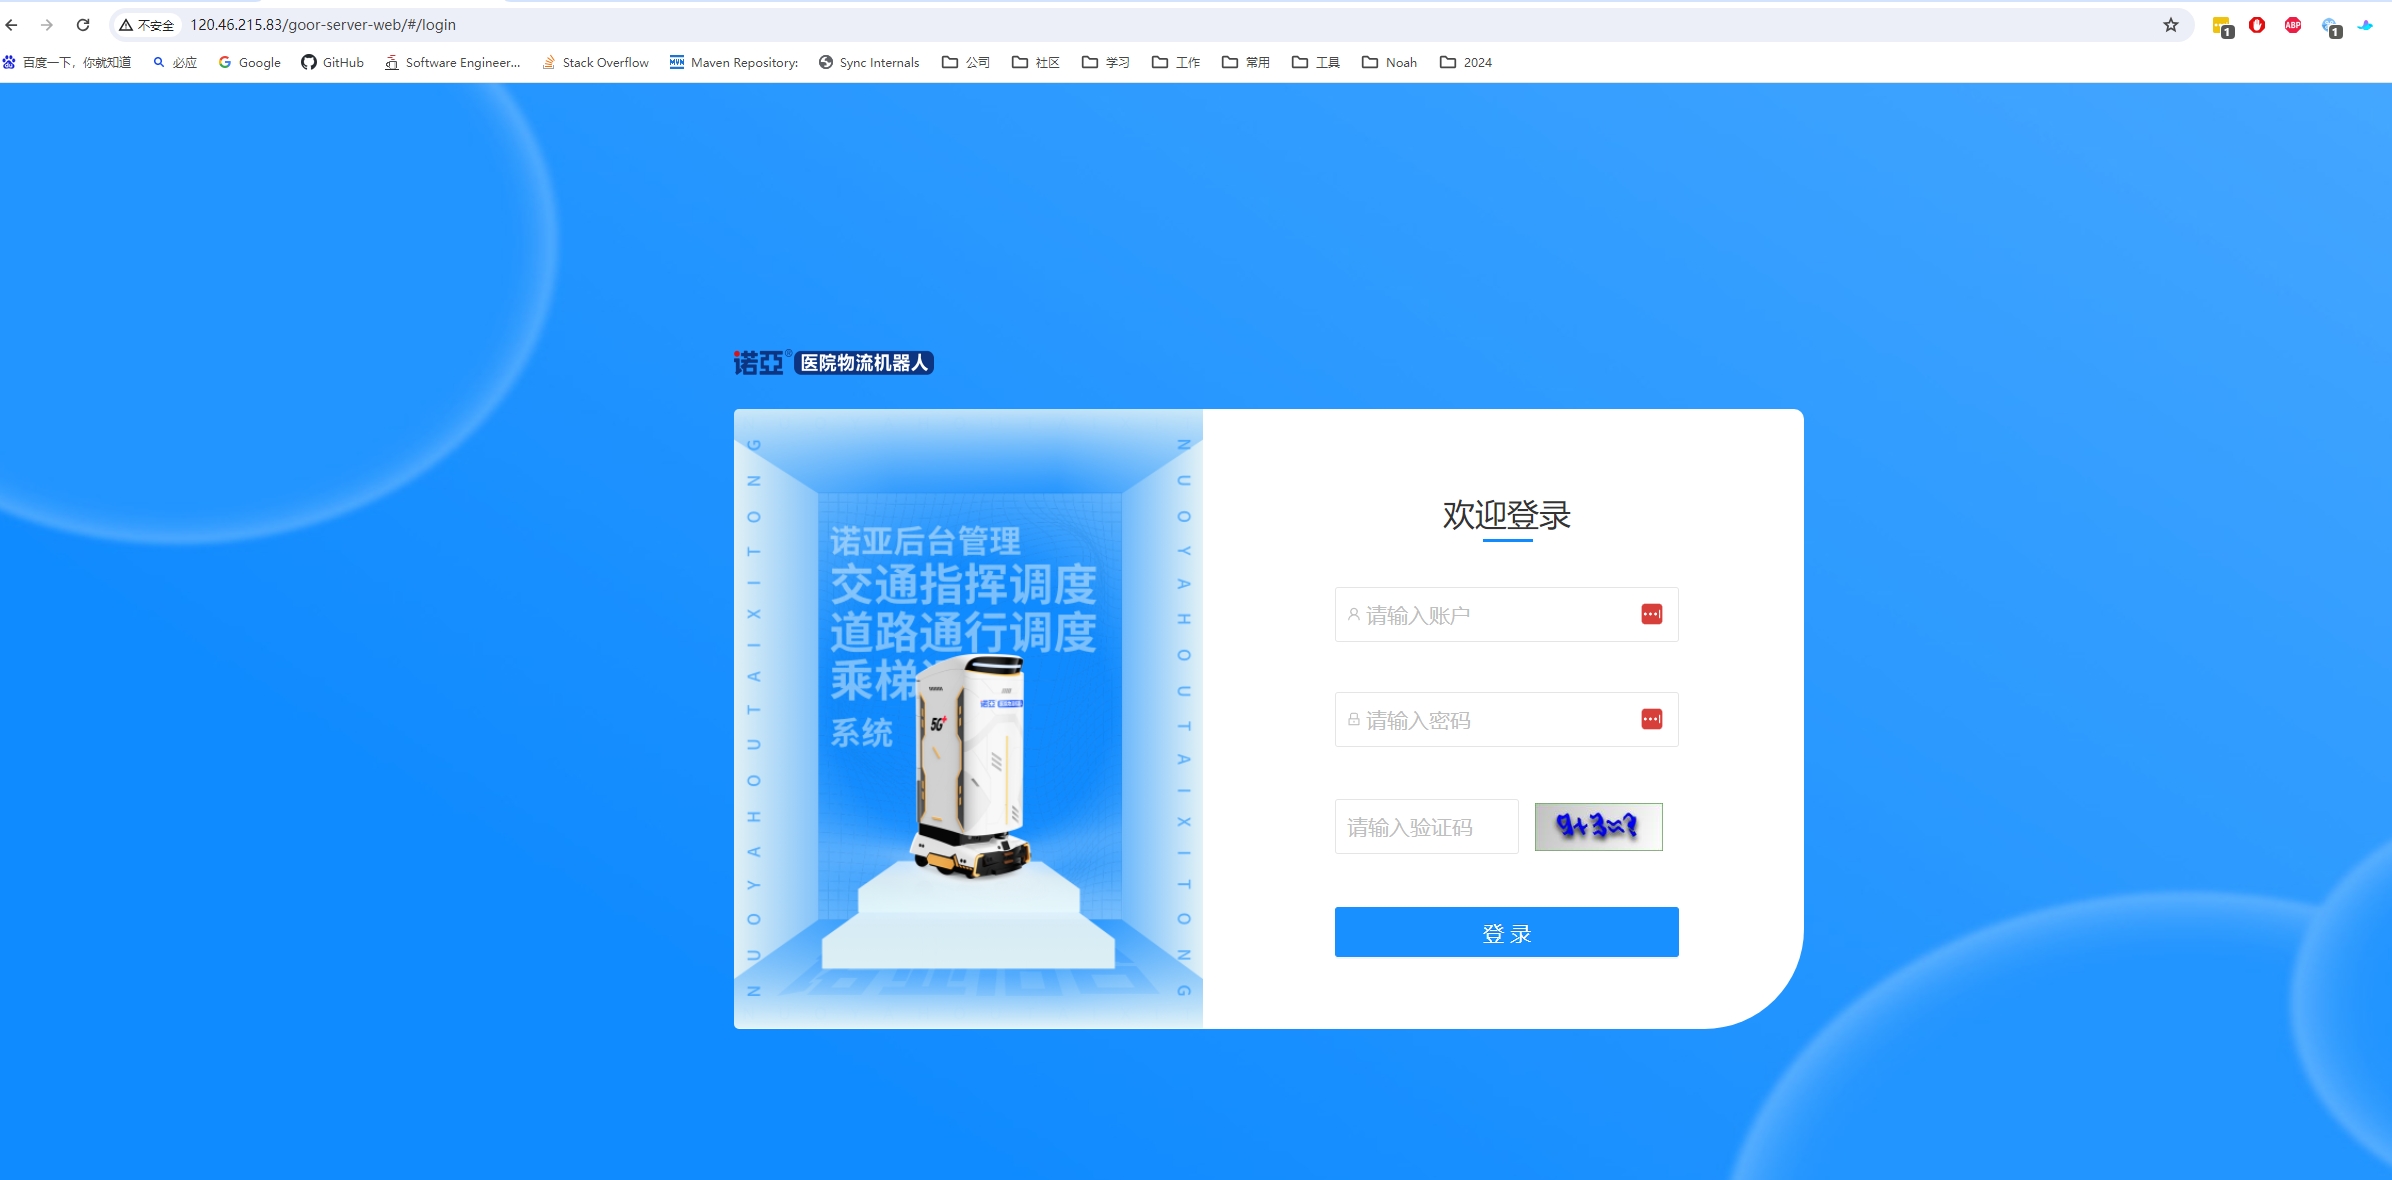 不安全 120.46.215.83/goor-server-web/#/login
百度一下，你就知道 必应 Google GitHub Software Engineer... Stack Overflow Maven Repository: Sync Internals 公司 社区 学习 工作 常用 工具 Noah 2024
诺亞® 医院物流机器人
NUOYAHOUTAIXITONG
诺亚后台管理
交通指挥调度
道路通行调度
乘梯
系统
5G+
NUOYAHOUTAIXITONG
欢迎登录
请输入账户
请输入密码
请输入验证码
9+3=?
登 录